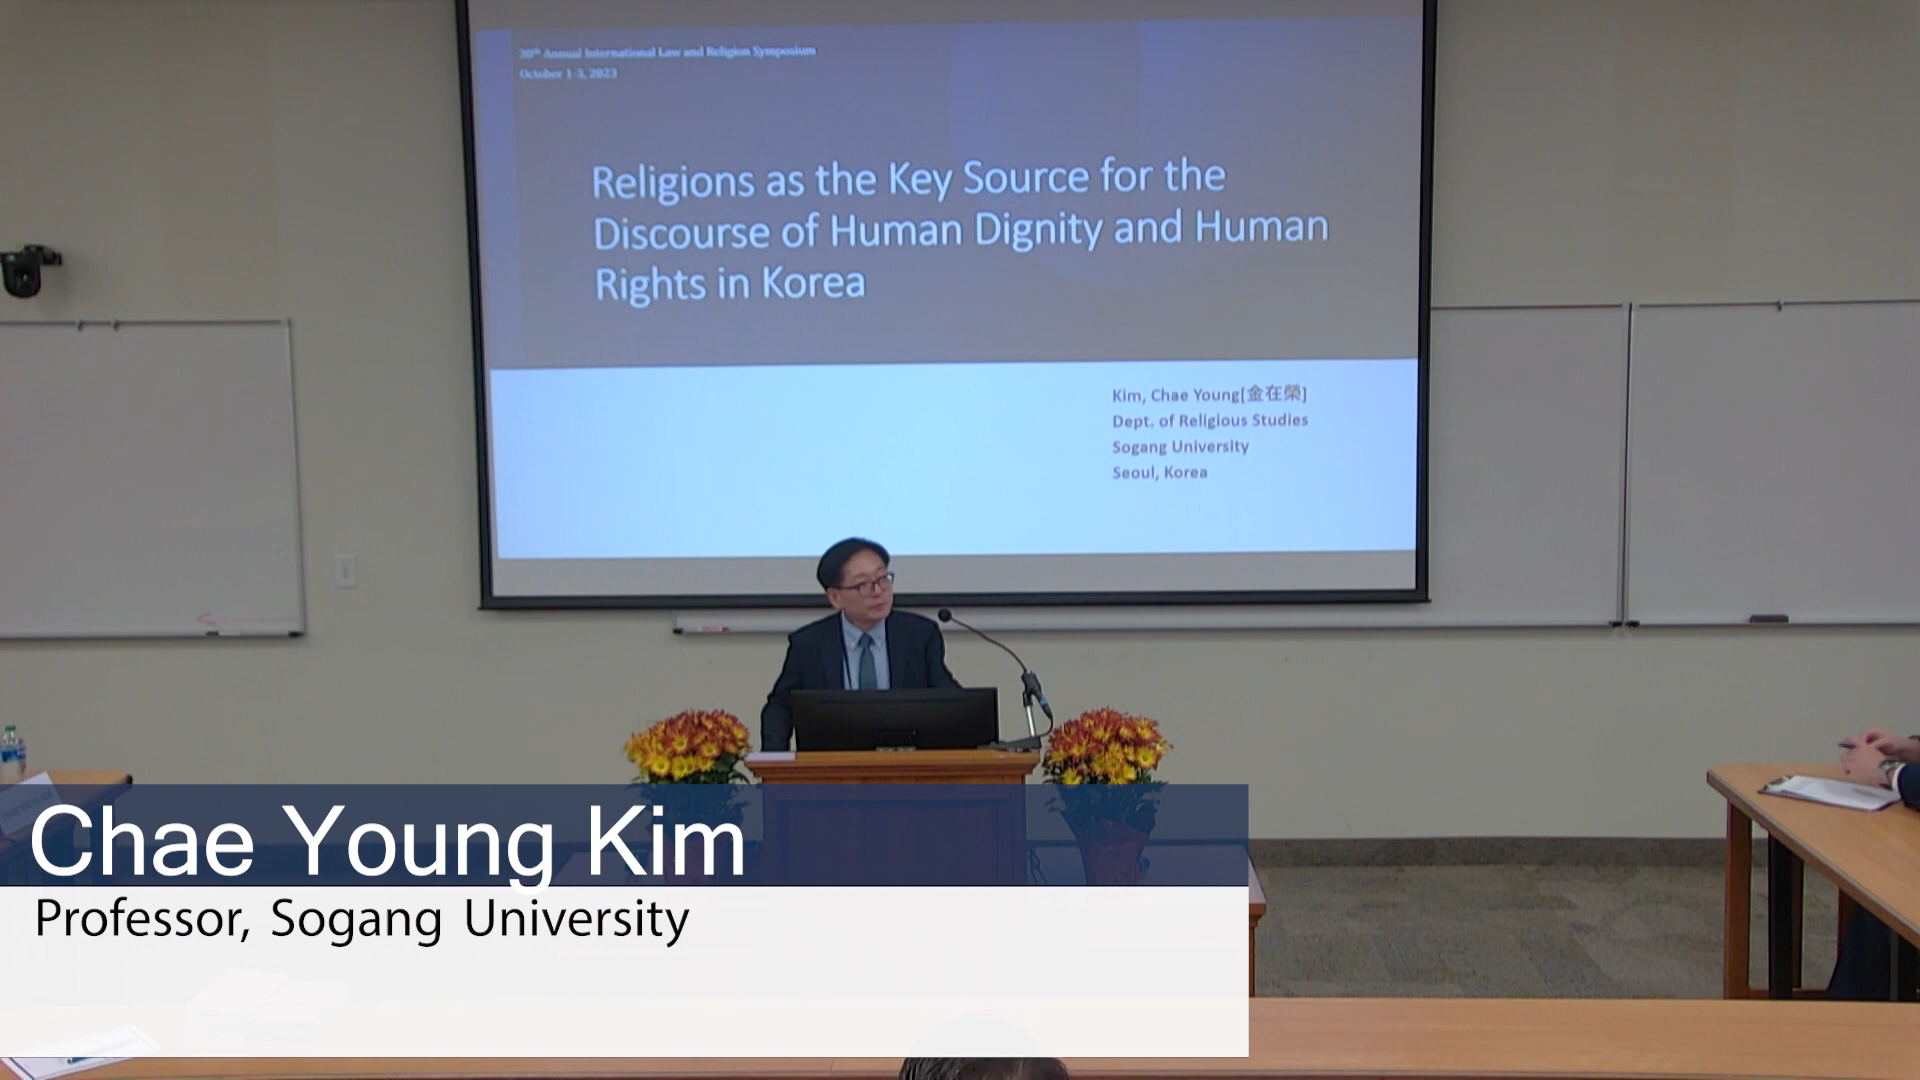 30th Annual International Law and Religion Symposium
October 1-3, 2023
Religions as the Key Source for the
Discourse of Human Dignity and Human
Rights in Korea
Kim, Chae Young[金在榮]
Dept. of Religious Studies
Sogang University
Seoul, Korea
Chae Young Kim
Professor, Sogang University